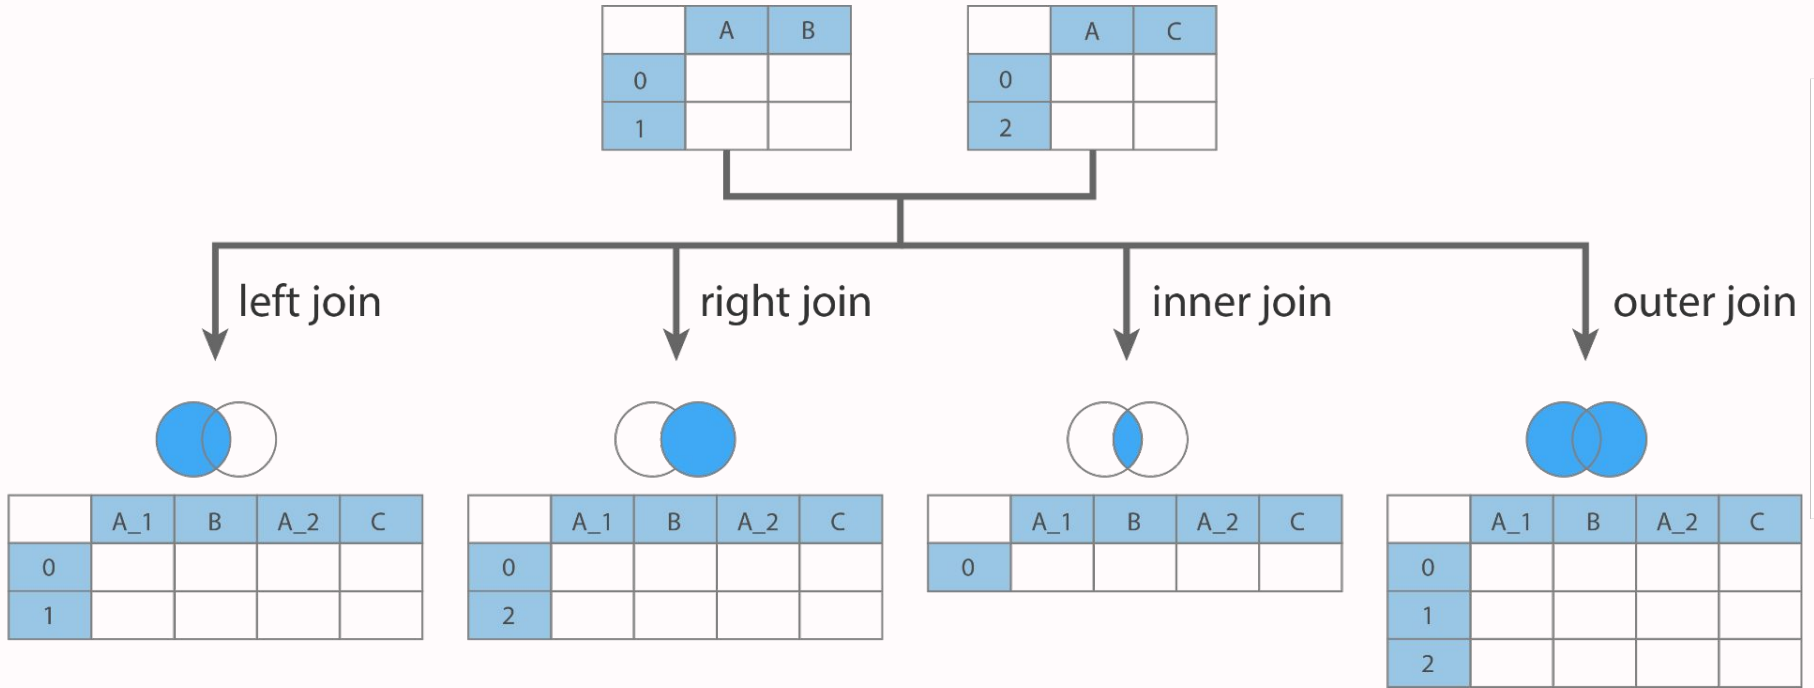 A B
0
1
A C
0
2
left join
right join
inner join
outer join
A_1 B A_2 C
0
1
A_1 B A_2 C
0
2
A_1 B A_2 C
0
A_1 B A_2 C
0
1
2